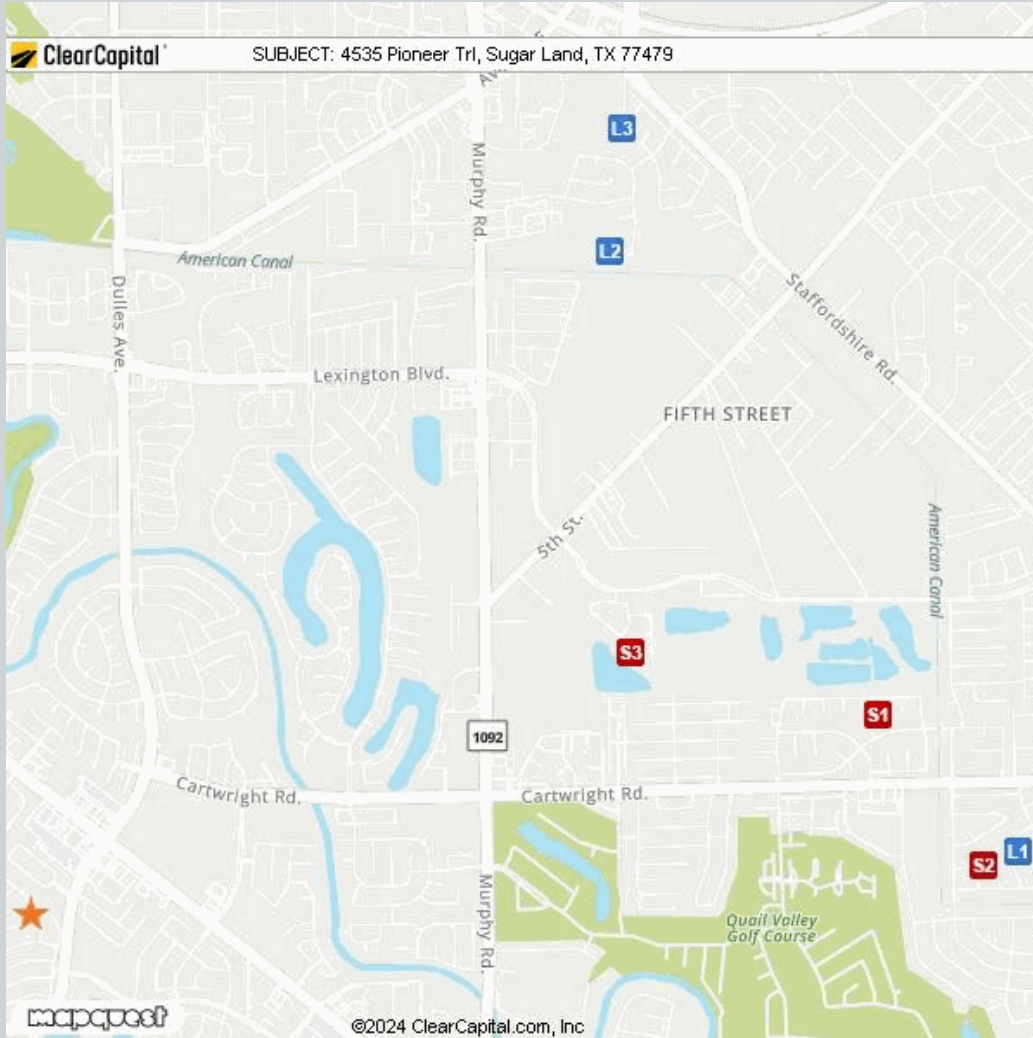 ClearCapital
SUBJECT: 4535 Pioneer Trl, Sugar Land, TX 77479
L3
Murphy Rd.
L2
American Canal
Dulles Ave.
Staffordshire Rd.
Lexington Blvd.
FIFTH STREET
5th St.
American Canal
S3
S1
1092
Cartwright Rd.
Cartwright Rd.
L1
S2
Murphy Rd.
Quail Valley
Golf Course
mapquest
©2024 ClearCapital.com, Inc